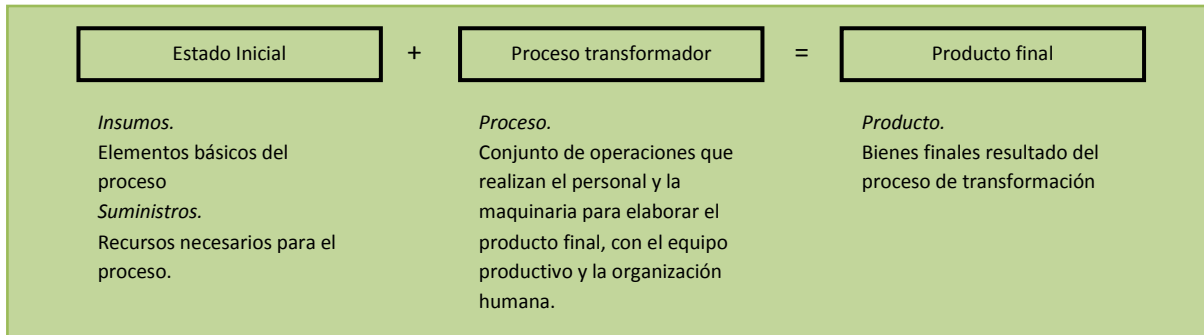 Estado Inicial
+
Proceso transformador
=
Producto final
Insumos.
Elementos básicos del
proceso
Suministros.
Recursos necesarios para el
proceso.
Proceso.
Conjunto de operaciones que
realizan el personal y la
maquinaria para elaborar el
producto final, con el equipo
productivo y la organización
humana.
Producto.
Bienes finales resultado del
proceso de transformación